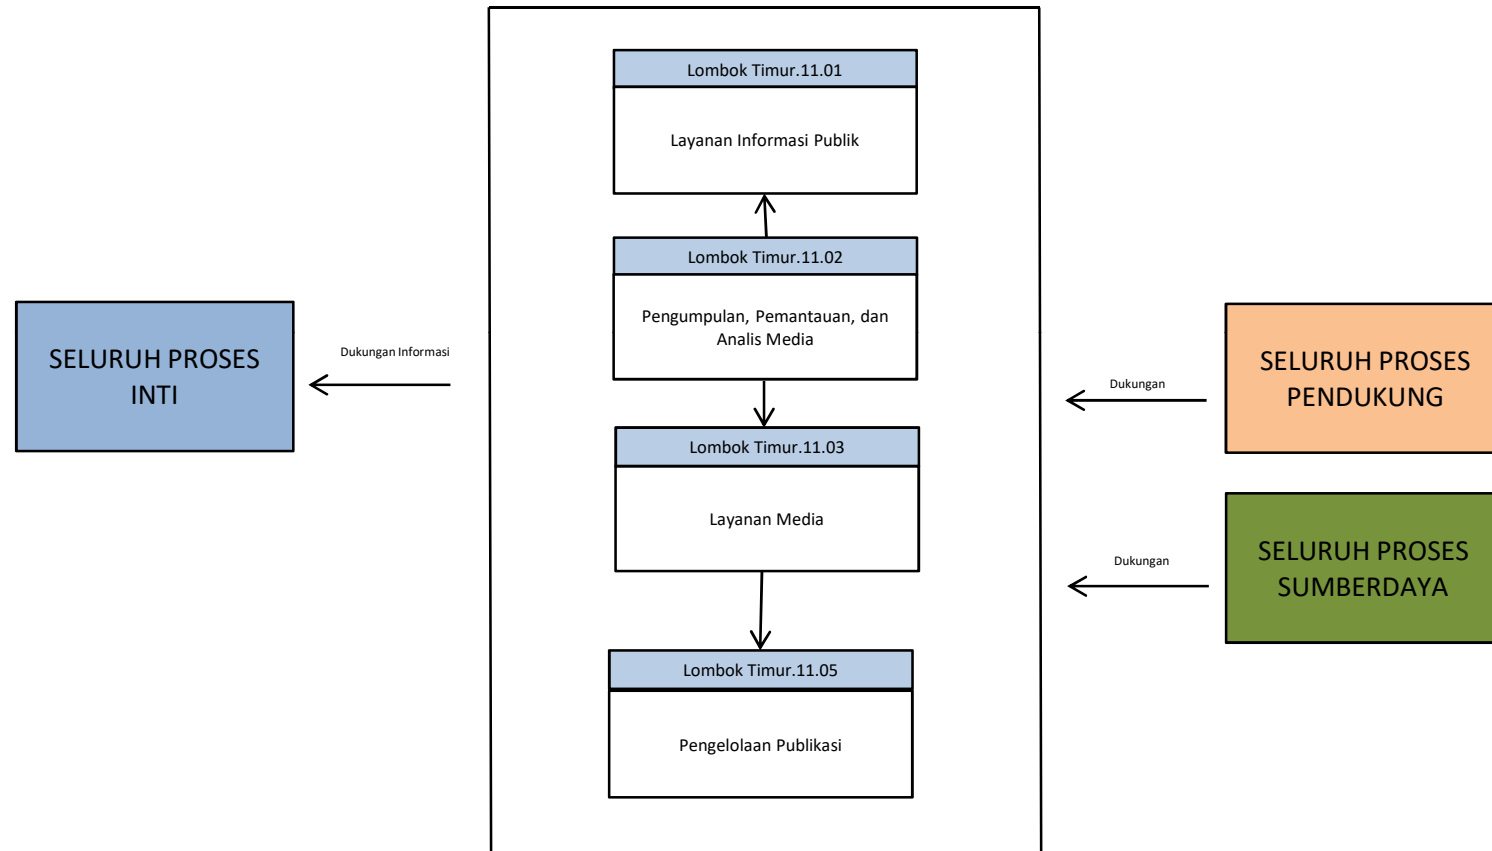 Lombok Timur.11.01
Layanan Informasi Publik
Lombok Timur.11.02
Pengumpulan, Pemantauan, dan
Analis Media
Lombok Timur.11.03
Layanan Media
Lombok Timur.11.05
Pengelolaan Publikasi
SELURUH PROSES
INTI
Dukungan Informasi
Dukungan
SELURUH PROSES
PENDUKUNG
Dukungan
SELURUH PROSES
SUMBERDAYA